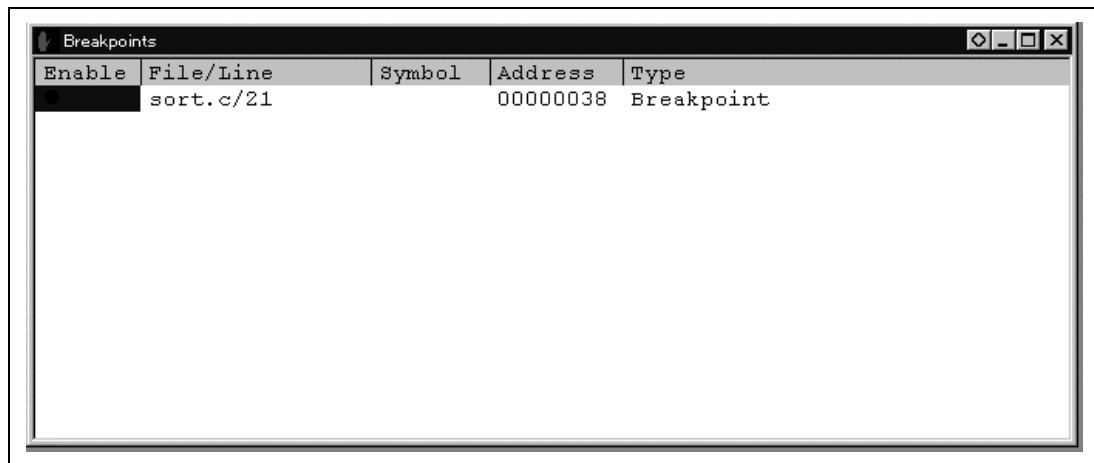 Breakpoints
Enable File/Line Symbol Address Type
sort.c/21 00000038 Breakpoint